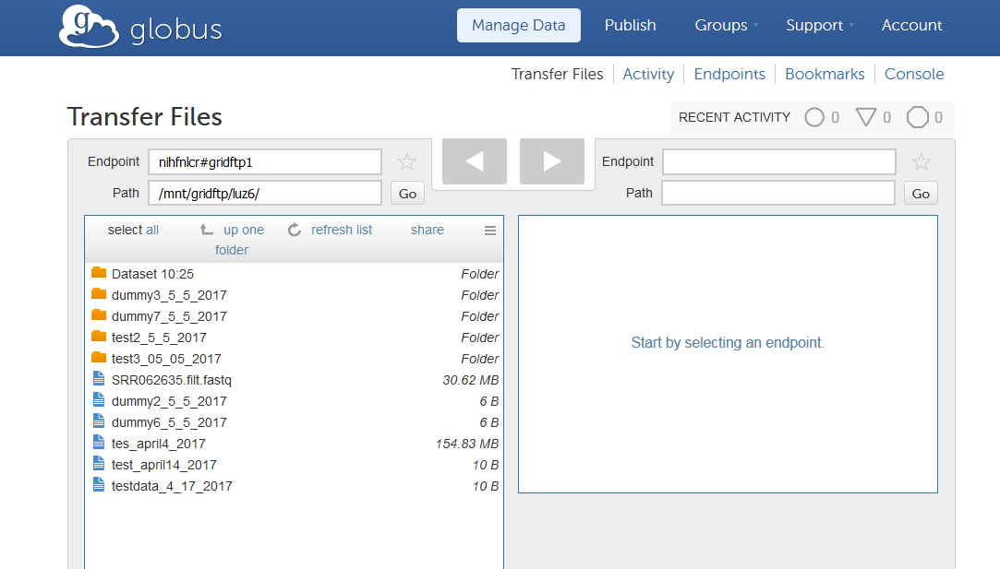 globus
Manage Data Publish Groups Support Account
Transfer Files Activity Endpoints Bookmarks Console
Transfer Files
RECENT ACTIVITY 0 0 0
Endpoint nihfnlcr#gridftp1
Path /mnt/gridftp/luz6/ Go
Endpoint
Path Go
select all up one folder refresh list share
Dataset 10:25 Folder
dummy3_5_5_2017 Folder
dummy7_5_5_2017 Folder
test2_5_5_2017 Folder
test3_05_05_2017 Folder
SRR062635.filt.fastq 30.62 MB
dummy2_5_5_2017 6 B
dummy6_5_5_2017 6 B
tes_april4_2017 154.83 MB
test_april14_2017 10 B
testdata_4_17_2017 10 B
Start by selecting an endpoint.